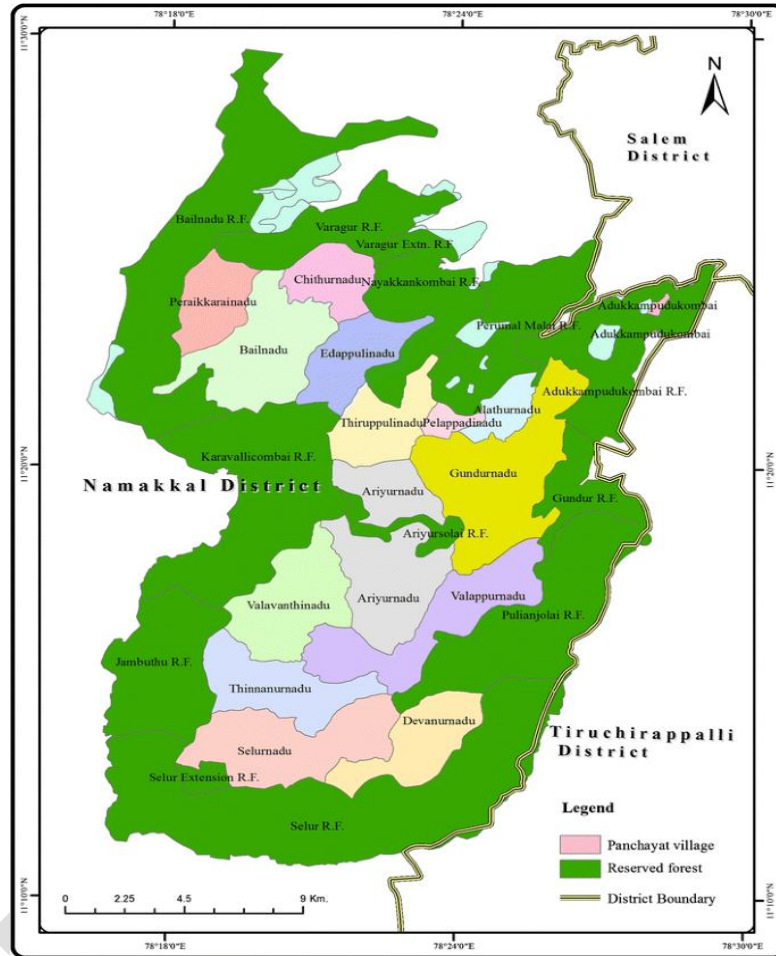 78°18'0"E
78°24'0"E
78°30'0"E
11°30'0"N
N
Salem
District
Bailnadu R.F.
Varagur R.F.
Varagur Extn. R.F
Chithurnadu
Nayakkankombai R.F.
Peraikkarainadu
Adukkampudukombai
Perumal Malai R.F.
Adukkampudukombai
Bailnadu
Edappulinadu
Adukkampudukombai R.F.
Alathurnadu
Thiruppulinadu
Pelappadinadu
Karavallicombai R.F.
Gundurnadu
11°20'0"N
11°20'0"N
Namakkal District
Ariyurnadu
Gundur R.F.
Ariyursolai R.F.
Valavanthinadu
Ariyurnadu
Valappurnadu
Pulianjolai R.F.
Jambuthu R.F.
Thinnanurnadu
Devanurnadu
Tiruchirappalli
District
Selurnadu
Selur Extension R.F.
Selur R.F.
Legend
Panchayat village
Reserved forest
District Boundary
0 2.25 4.5 9 Km.
11°10'0"N
11°10'0"N
78°18'0"E
78°24'0"E
78°30'0"E